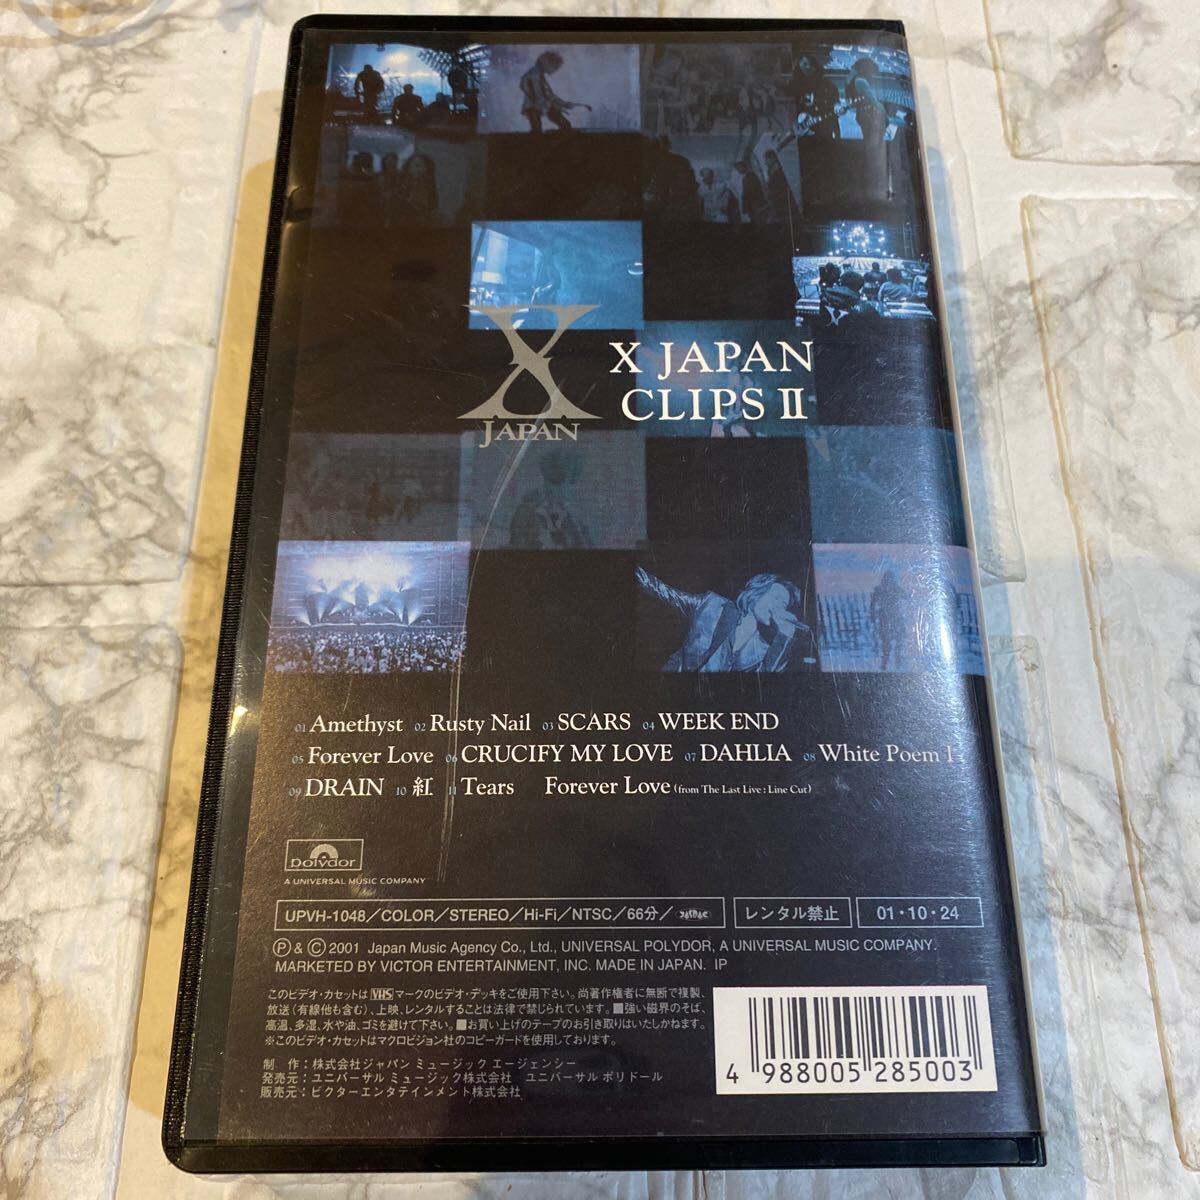 X JAPAN
X JAPAN
CLIPS II
01 Amethyst 02 Rusty Nail 03 SCARS 04 WEEK END
05 Forever Love 06 CRUCIFY MY LOVE 07 DAHLIA 08 White Poem I
09 DRAIN 10 紅 11 Tears Forever Love (from The Last Live : Line Cut)
polydor
A UNIVERSAL MUSIC COMPANY
UPVH-1048／COLOR／STEREO／Hi-Fi／NTSC／66分／
レンタル禁止
01・10・24
Ⓟ & Ⓒ 2001 Japan Music Agency Co., Ltd., UNIVERSAL POLYDOR, A UNIVERSAL MUSIC COMPANY.
MARKETED BY VICTOR ENTERTAINMENT, INC. MADE IN JAPAN. IP
このビデオ・カセットは VHS マークのビデオ・デッキをご使用下さい。尚著作権者に無断で複製、
放送(有線他も含む)、上映、レンタルすることは法律で禁じられています。■強い磁界のそば、
高温、多湿、水や油、ゴミを避けて下さい。■お買い上げのテープのお引き取りはいたしかねます。
※このビデオ・カセットはマクロビジョン社のコピーガードを使用しております。
制 作：株式会社ジャパン ミュージック エージェンシー
発売元：ユニバーサル ミュージック株式会社 ユニバーサル ポリドール
販売元：ビクターエンタテインメント株式会社
4 988005 285003